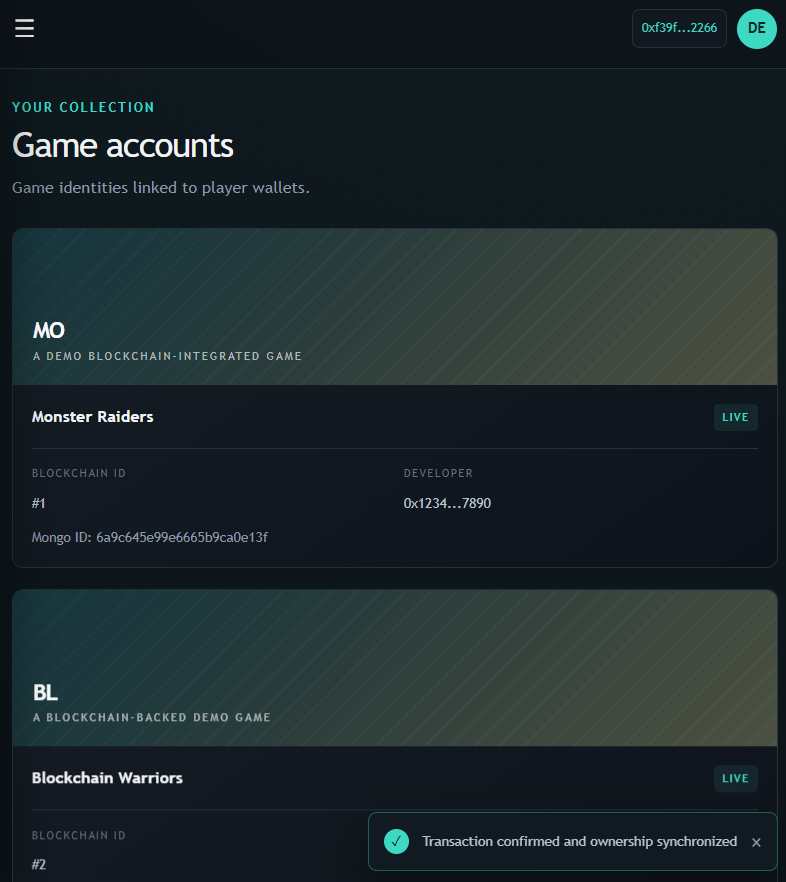 0xf39f...2266
DE
YOUR COLLECTION
Game accounts
Game identities linked to player wallets.
MO
A DEMO BLOCKCHAIN-INTEGRATED GAME
Monster Raiders
LIVE
BLOCKCHAIN ID
DEVELOPER
#1
0x1234...7890
Mongo ID: 6a9c645e99e6665b9ca0e13f
BL
A BLOCKCHAIN-BACKED DEMO GAME
Blockchain Warriors
LIVE
BLOCKCHAIN ID
#2
Transaction confirmed and ownership synchronized